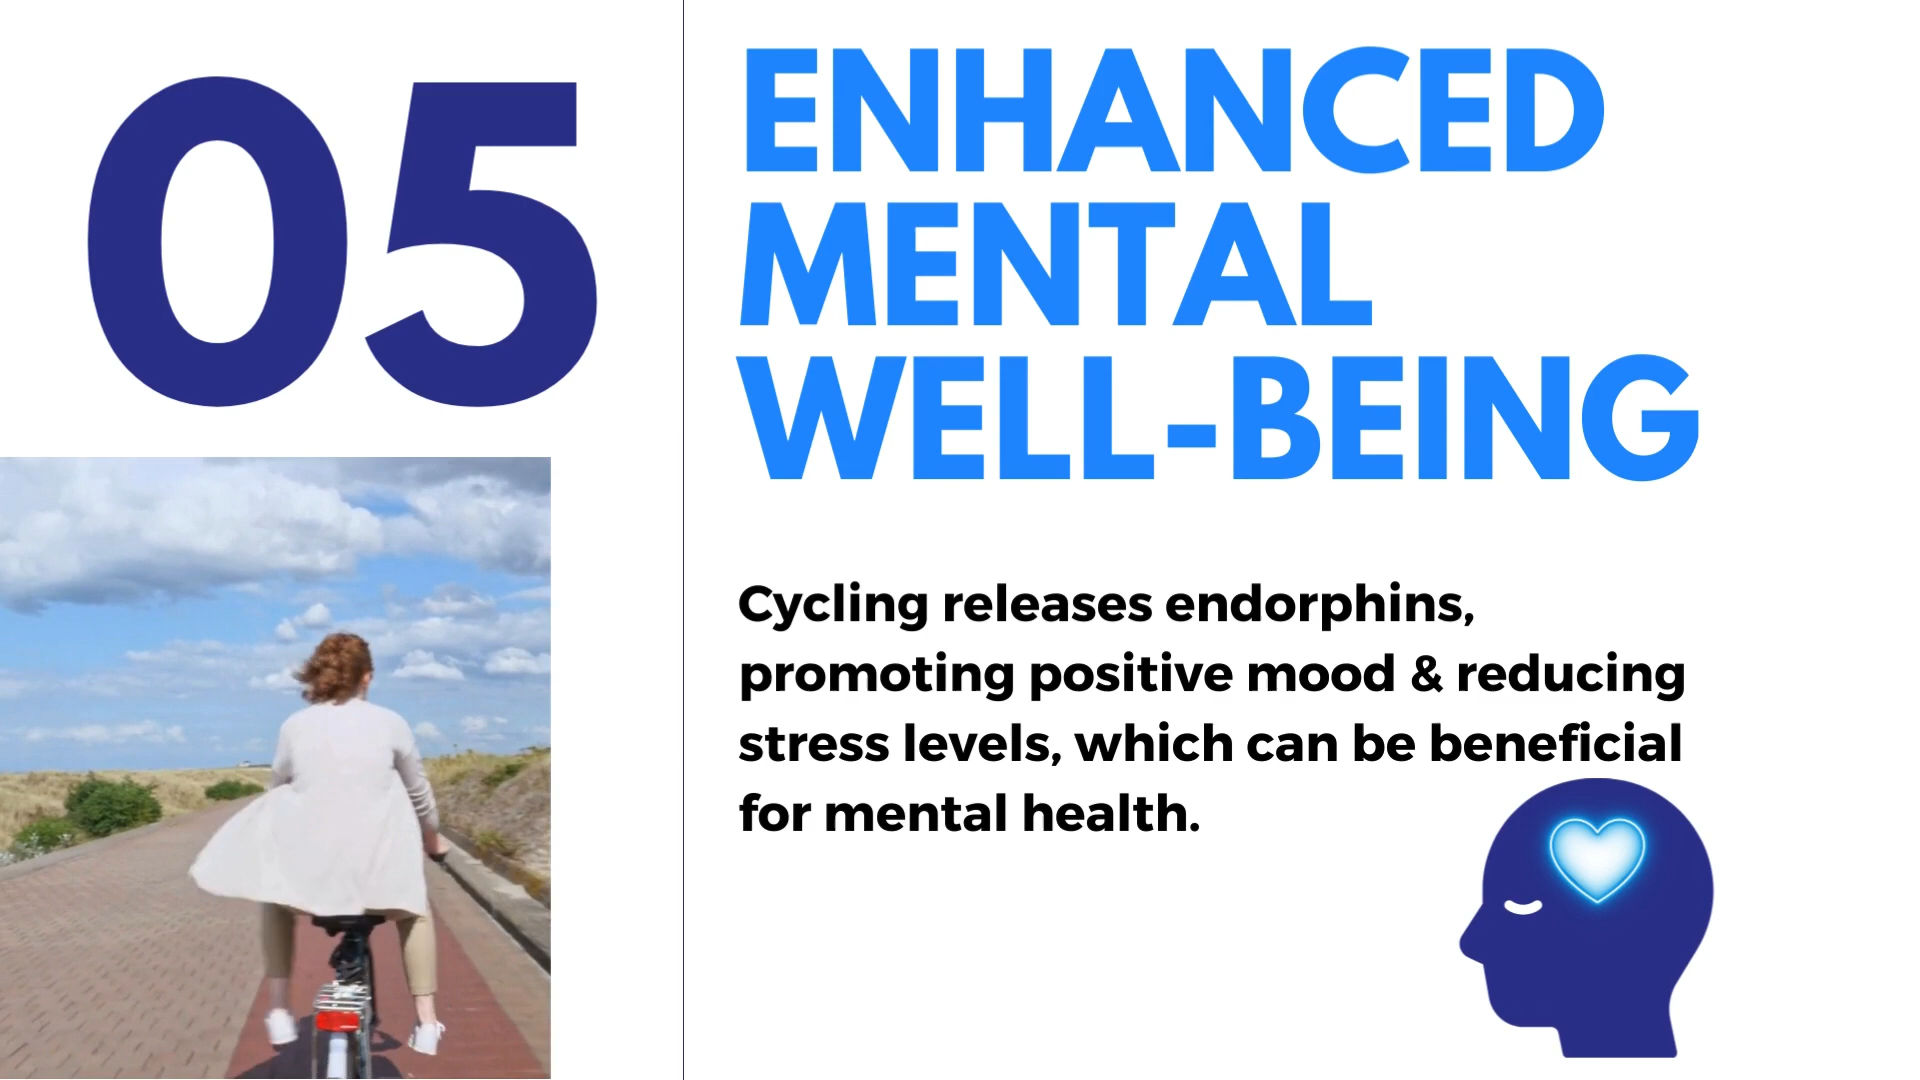 05
ENHANCED
MENTAL
WELL-BEING
Cycling releases endorphins,
promoting positive mood & reducing
stress levels, which can be beneficial
for mental health.